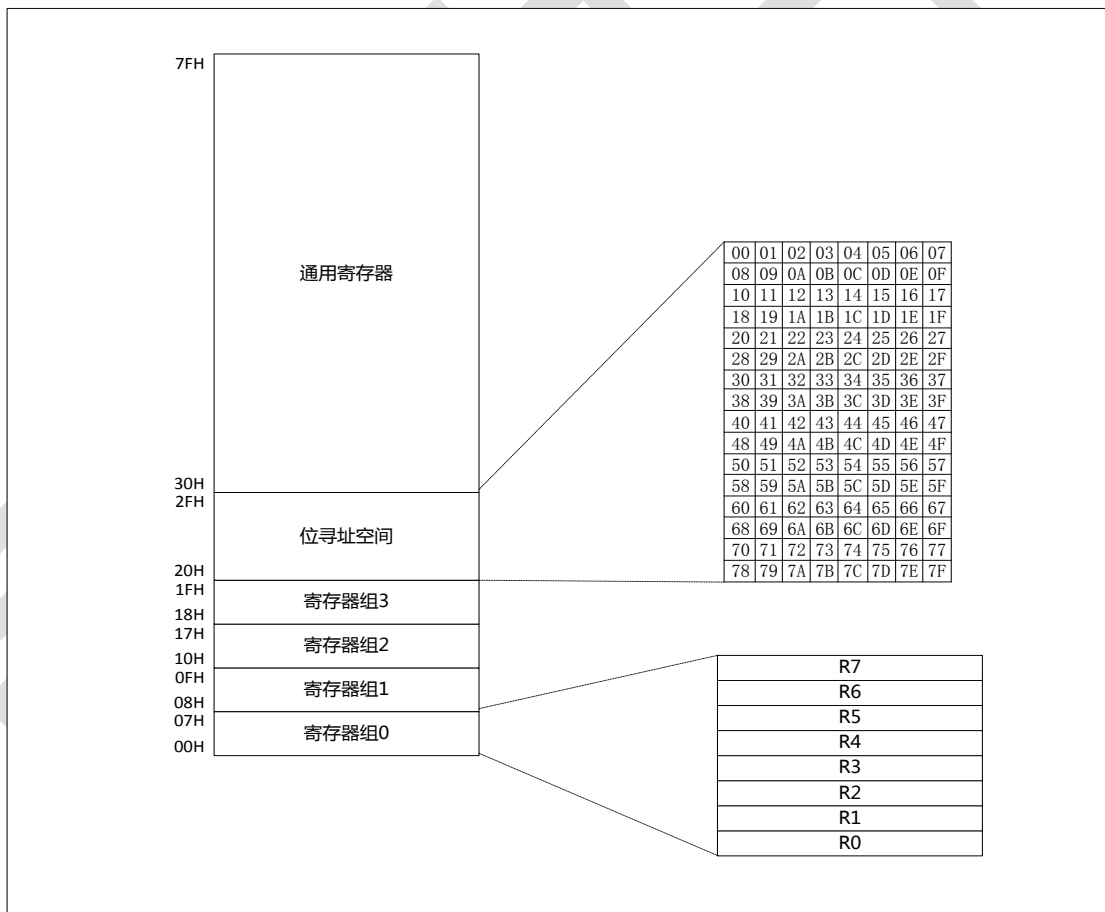 7FH
通用寄存器
30H
2FH
位寻址空间
20H
1FH
寄存器组3
18H
17H
寄存器组2
10H
0FH
寄存器组1
08H
07H
寄存器组0
00H
00 01 02 03 04 05 06 07
08 09 0A 0B 0C 0D 0E 0F
10 11 12 13 14 15 16 17
18 19 1A 1B 1C 1D 1E 1F
20 21 22 23 24 25 26 27
28 29 2A 2B 2C 2D 2E 2F
30 31 32 33 34 35 36 37
38 39 3A 3B 3C 3D 3E 3F
40 41 42 43 44 45 46 47
48 49 4A 4B 4C 4D 4E 4F
50 51 52 53 54 55 56 57
58 59 5A 5B 5C 5D 5E 5F
60 61 62 63 64 65 66 67
68 69 6A 6B 6C 6D 6E 6F
70 71 72 73 74 75 76 77
78 79 7A 7B 7C 7D 7E 7F
R7
R6
R5
R4
R3
R2
R1
R0